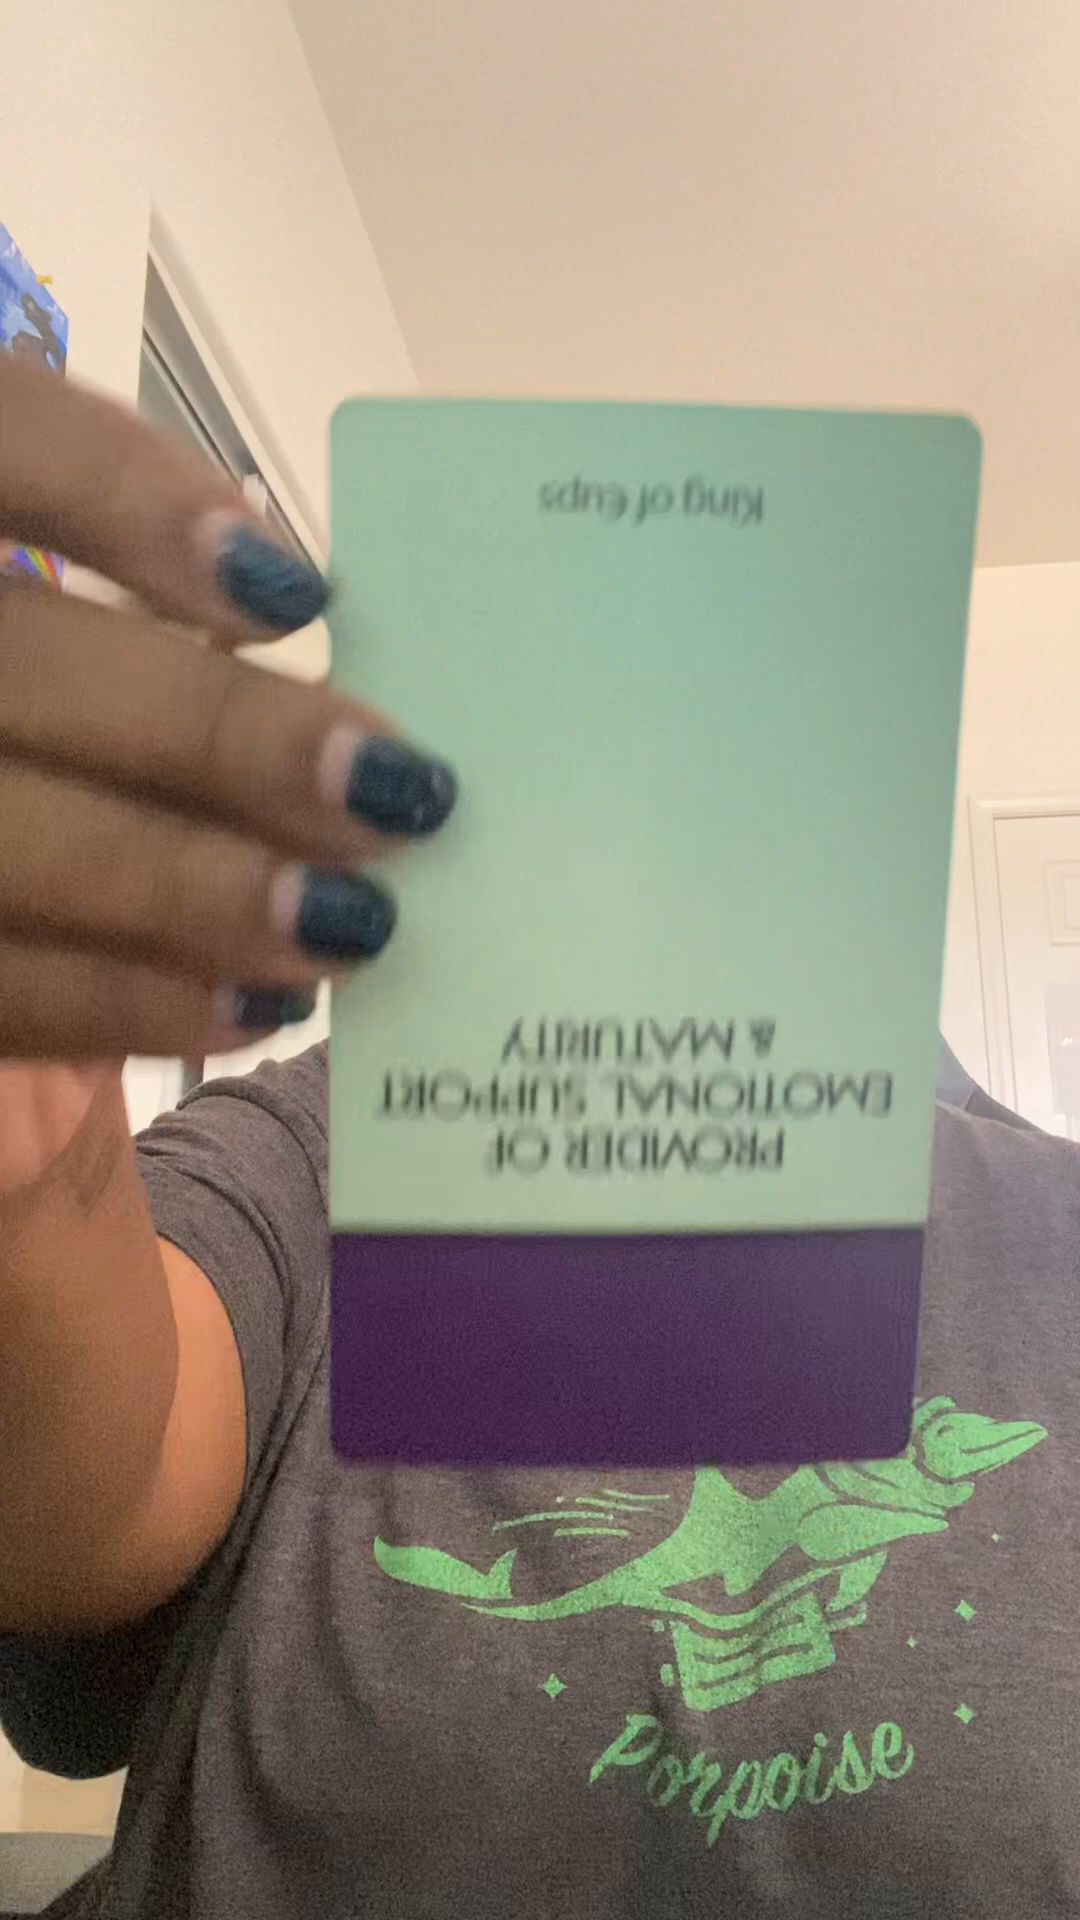 PROVIDER OF
EMOTIONAL SUPPORT
& MATURITY
King of Cups
Porpoise